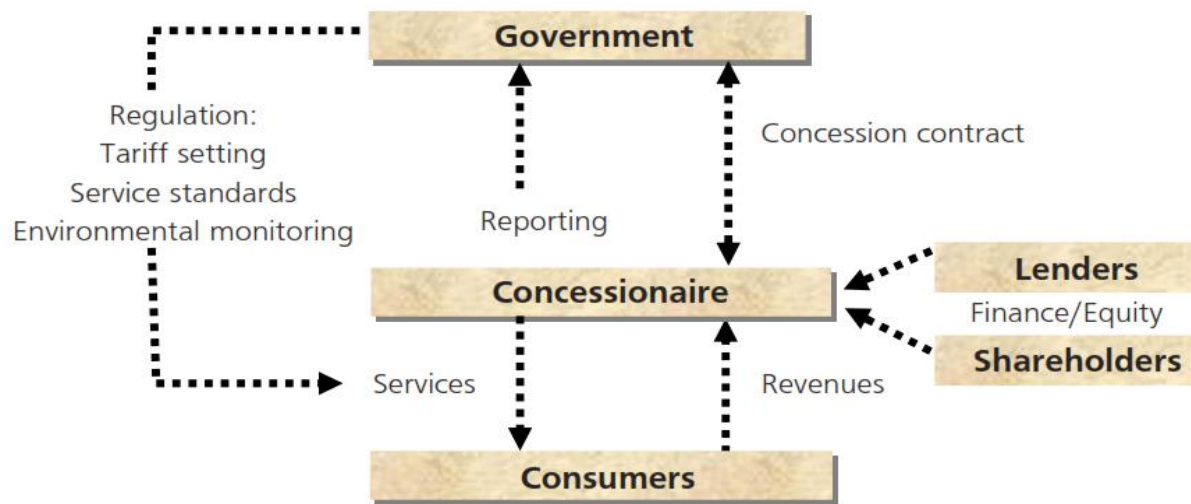 Government
Regulation:
Tariff setting
Service standards
Environmental monitoring
Concession contract
Reporting
Concessionaire
Lenders
Finance/Equity
Shareholders
Services
Revenues
Consumers